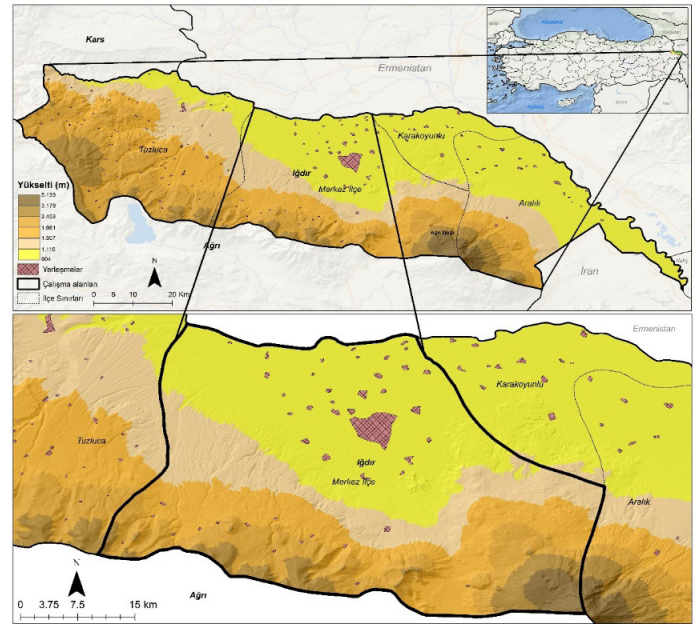 Kars
Ermenistan
Tuzluca
Karakoyunlu
Iğdır
Merkez İlçe
Aralık
Ağrı Dağı
Ağrı
İran
Yükselti (m)
5.133
3.179
2.453
1.981
1.607
1.110
804
Yerleşmeler
Çalışma alanları
İlçe Sınırları
N
0 5 10 20 Km
Ermenistan
Karakoyunlu
Tuzluca
Iğdır
Merkez İlçe
Aralık
Ağrı
N
0 3.75 7.5 15 km